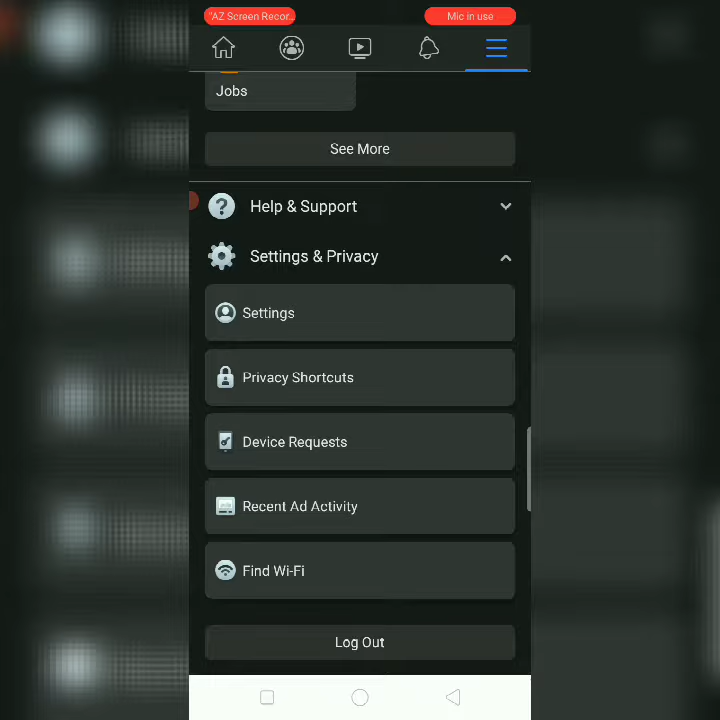 "AZ Screen Recor..
Mic in use
Jobs
See More
Help & Support
Settings & Privacy
Settings
Privacy Shortcuts
Device Requests
Recent Ad Activity
Find Wi-Fi
Log Out